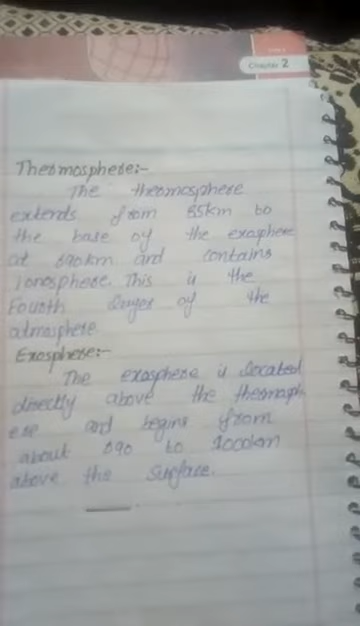 Chapter 2
Thermosphere:-
The thermosphere
extends from 85km to
the base of the exosphere
at 690km and contains
ionosphere. This is the
Fourth layer of the
atmosphere
Exosphere:-
The exosphere is located
directly above the thermosph
ere and begins from
about 690 to 1000km
above the surface.